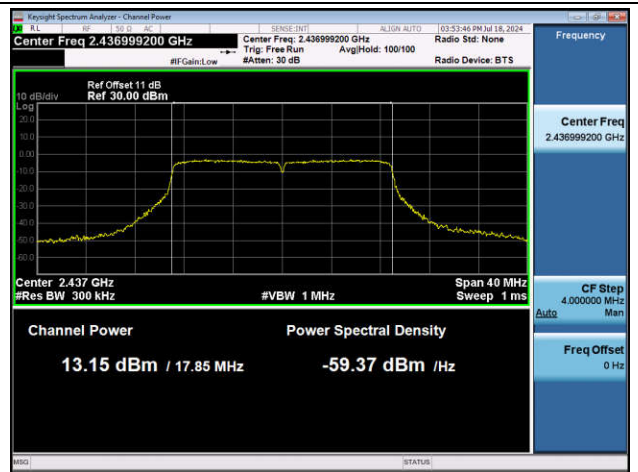 Keysight Spectrum Analyzer - Channel Power
RL RF 50 Ω AC SENSE:INT ALIGN AUTO 03:53:46 PM Jul 18, 2024
Center Freq 2.436999200 GHz
Center Freq: 2.436999200 GHz
Radio Std: None
Trig: Free Run Avg|Hold: 100/100
#IFGain:Low
#Atten: 30 dB
Radio Device: BTS
Frequency
Ref Offset 11 dB
10 dB/div Ref 30.00 dBm
Log
20.0
10.0
0.00
-10.0
-20.0
-30.0
-40.0
-50.0
-60.0
Center Freq
2.436999200 GHz
Center 2.437 GHz
Span 40 MHz
#Res BW 300 kHz
#VBW 1 MHz
Sweep 1 ms
CF Step
4.000000 MHz
Auto Man
Channel Power
Power Spectral Density
13.15 dBm / 17.85 MHz
-59.37 dBm /Hz
Freq Offset
0 Hz
MSG
STATUS